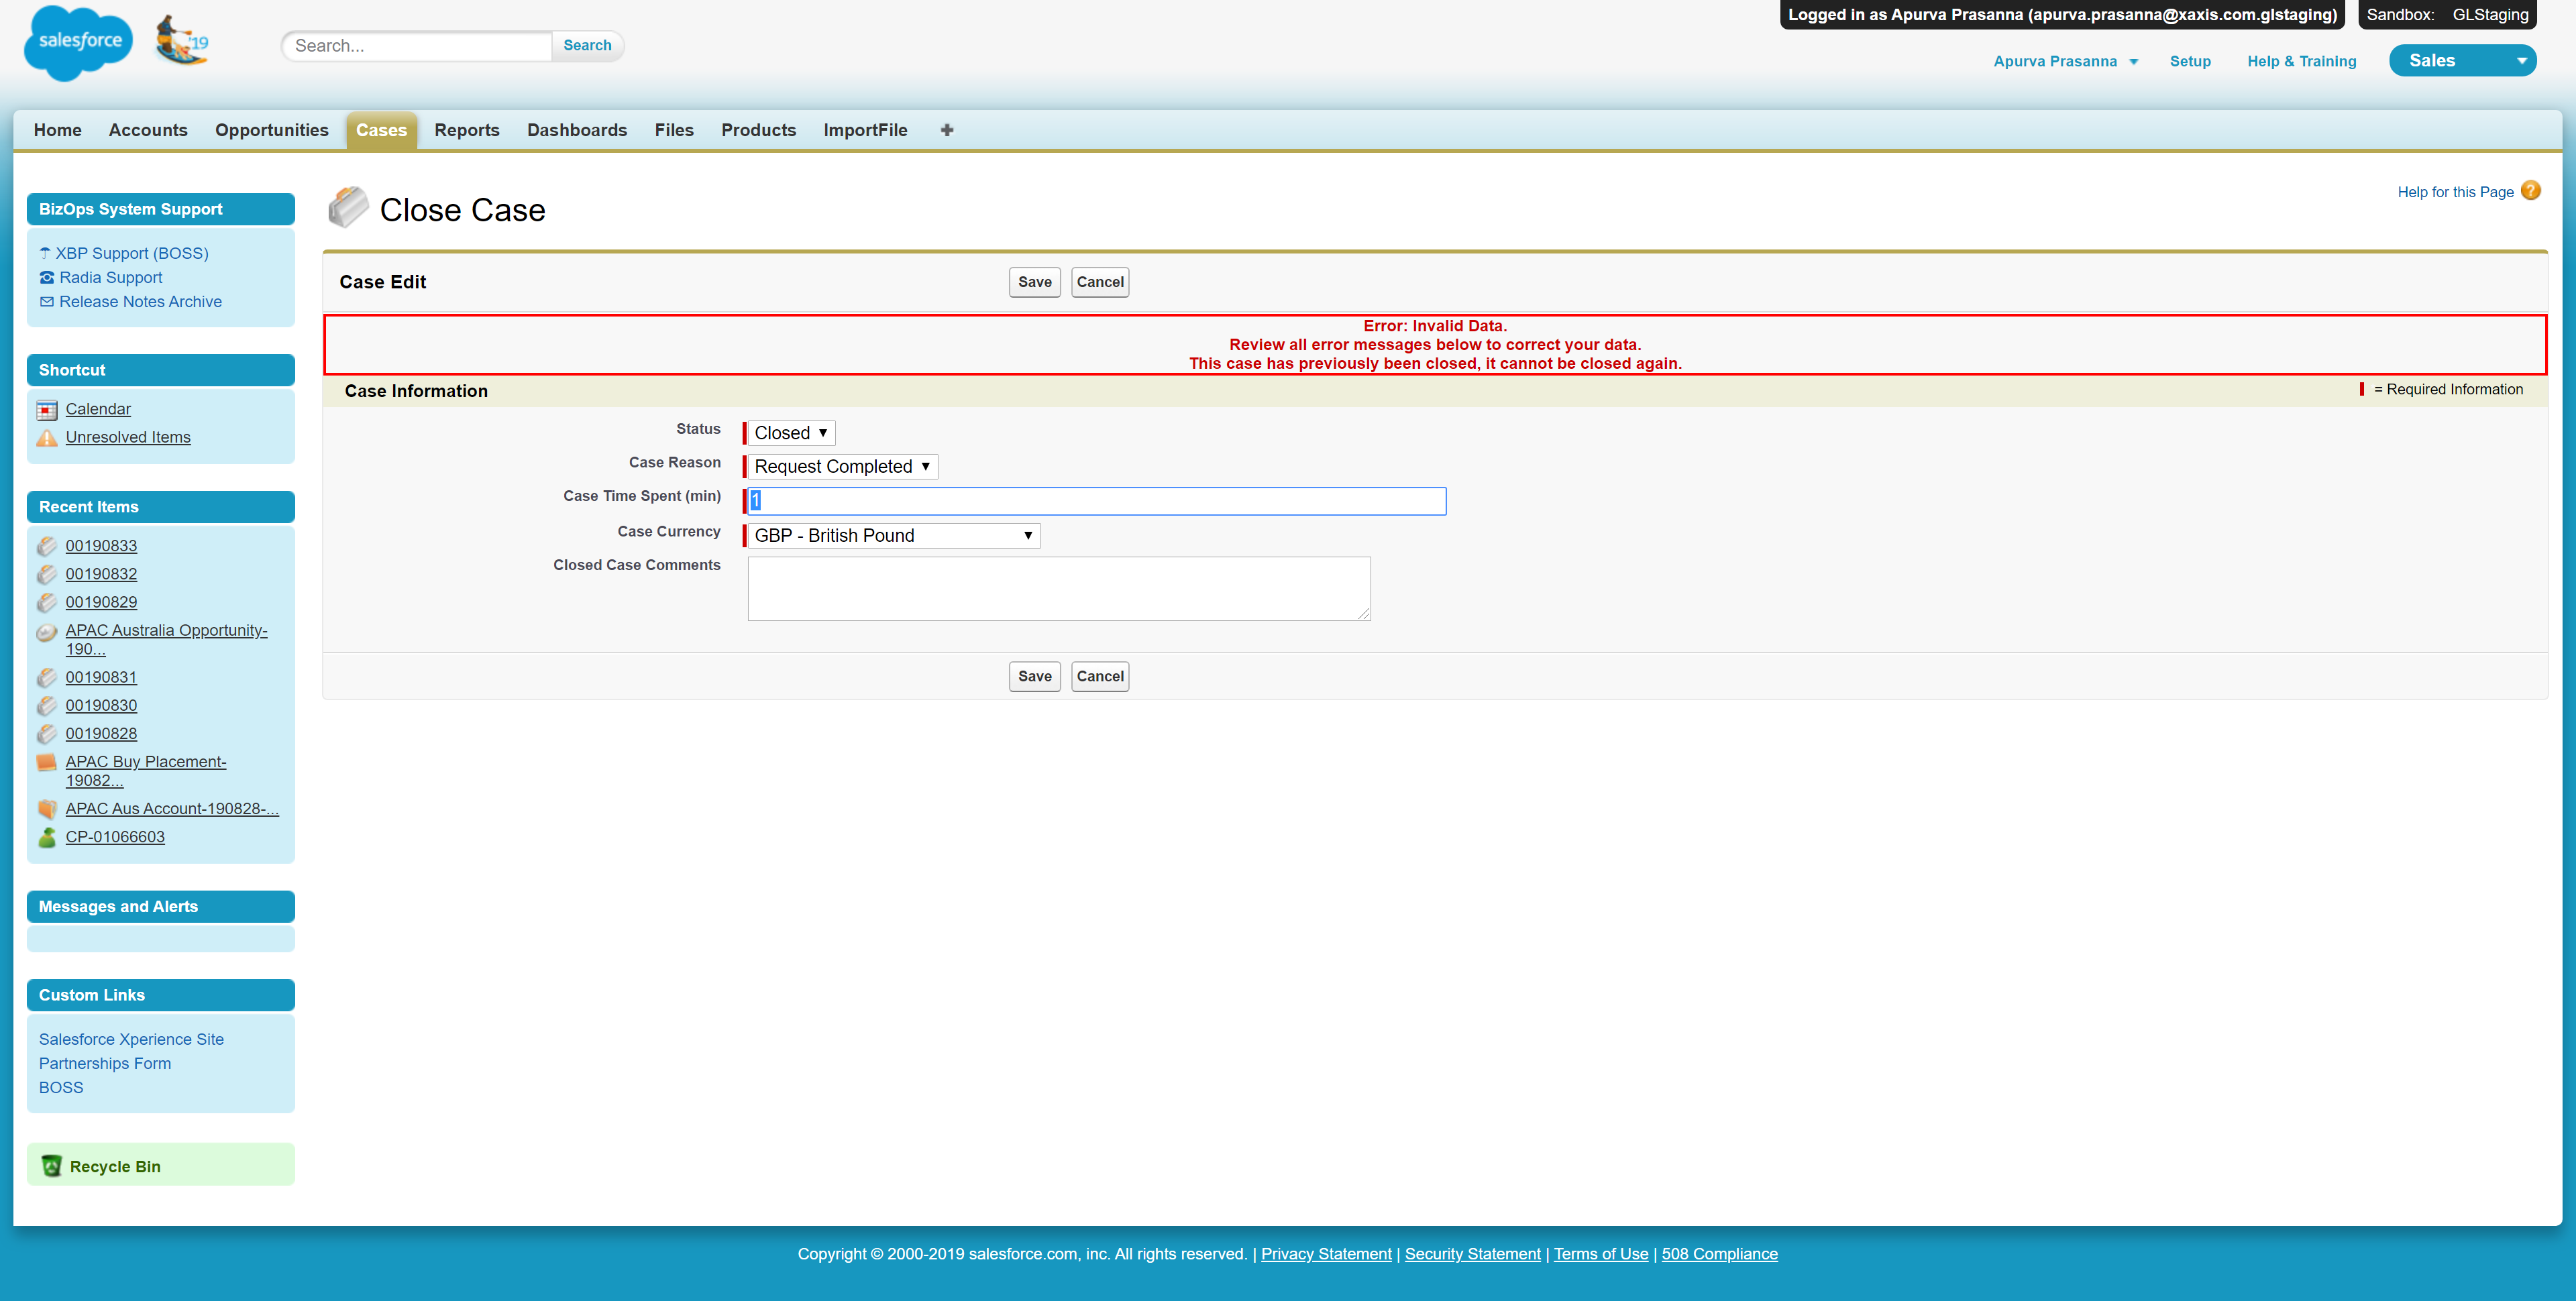 Logged in as Apurva Prasanna (apurva.prasanna@xaxis.com.glstaging)
Sandbox: GLStaging
salesforce
'19
Search...
Search
Apurva Prasanna
Setup
Help & Training
Sales
Home
Accounts
Opportunities
Cases
Reports
Dashboards
Files
Products
ImportFile
BizOps System Support
XBP Support (BOSS)
Radia Support
Release Notes Archive
Shortcut
Calendar
Unresolved Items
Recent Items
00190833
00190832
00190829
APAC Australia Opportunity-
190...
00190831
00190830
00190828
APAC Buy Placement-
19082...
APAC Aus Account-190828-...
CP-01066603
Messages and Alerts
Custom Links
Salesforce Xperience Site
Partnerships Form
BOSS
Recycle Bin
Close Case
Help for this Page
Case Edit
Save
Cancel
Error: Invalid Data.
Review all error messages below to correct your data.
This case has previously been closed, it cannot be closed again.
Case Information
= Required Information
Status
Closed
Case Reason
Request Completed
Case Time Spent (min)
1
Case Currency
GBP - British Pound
Closed Case Comments
Save
Cancel
Copyright © 2000-2019 salesforce.com, inc. All rights reserved. | Privacy Statement | Security Statement | Terms of Use | 508 Compliance